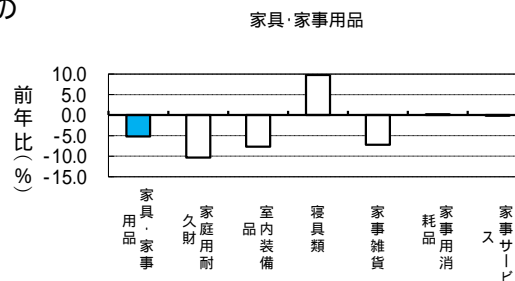 の
家具・家事用品
前年比(%)
10.0
5.0
0.0
-5.0
-10.0
-15.0
家具・家事
用品
家庭用耐
久財
室内装備
品
寝具類
家事雑貨
家事用消
耗品
家事サービ
ス